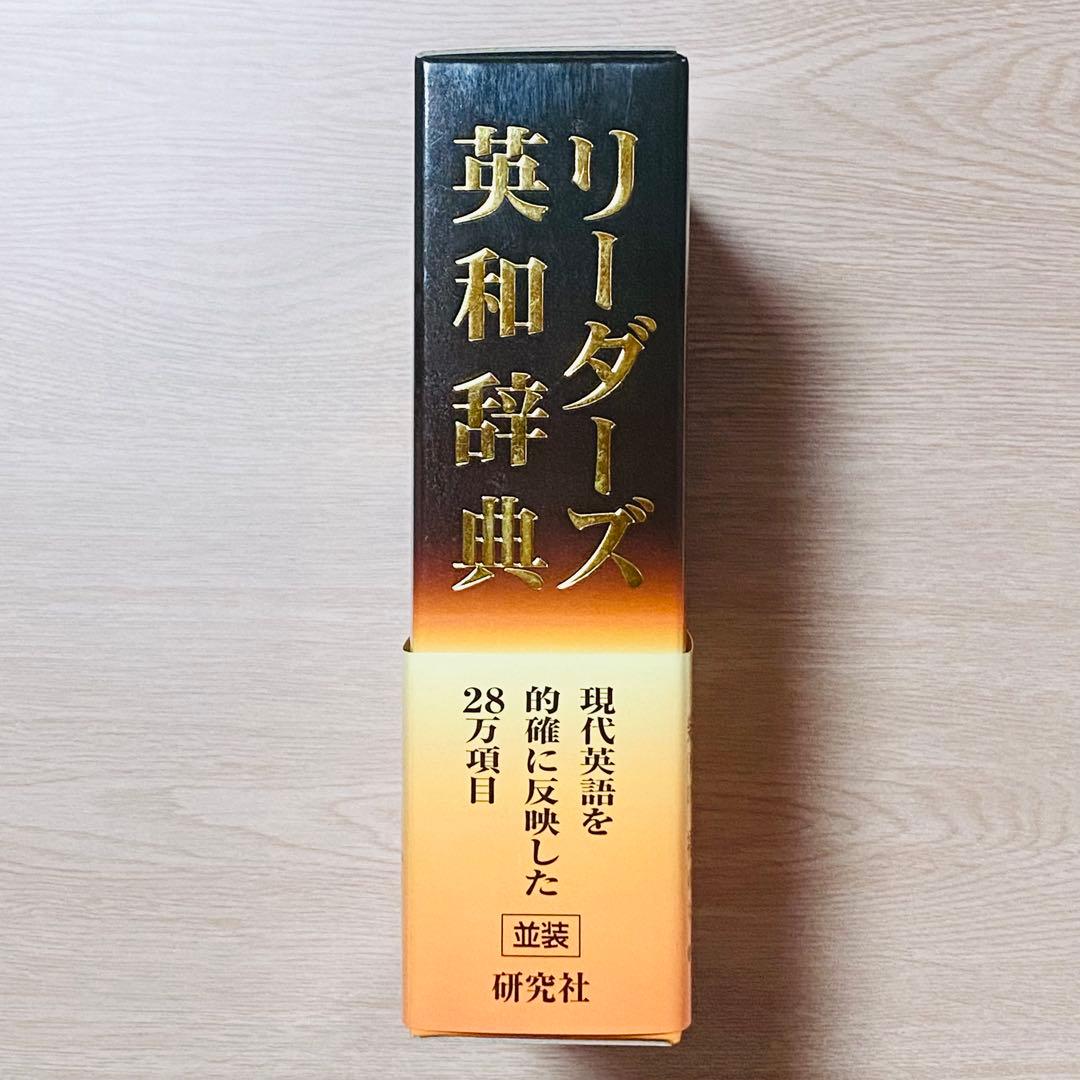 リーダーズ
英和辞典
現代英語を
的確に反映した
28万項目
並装
研究社